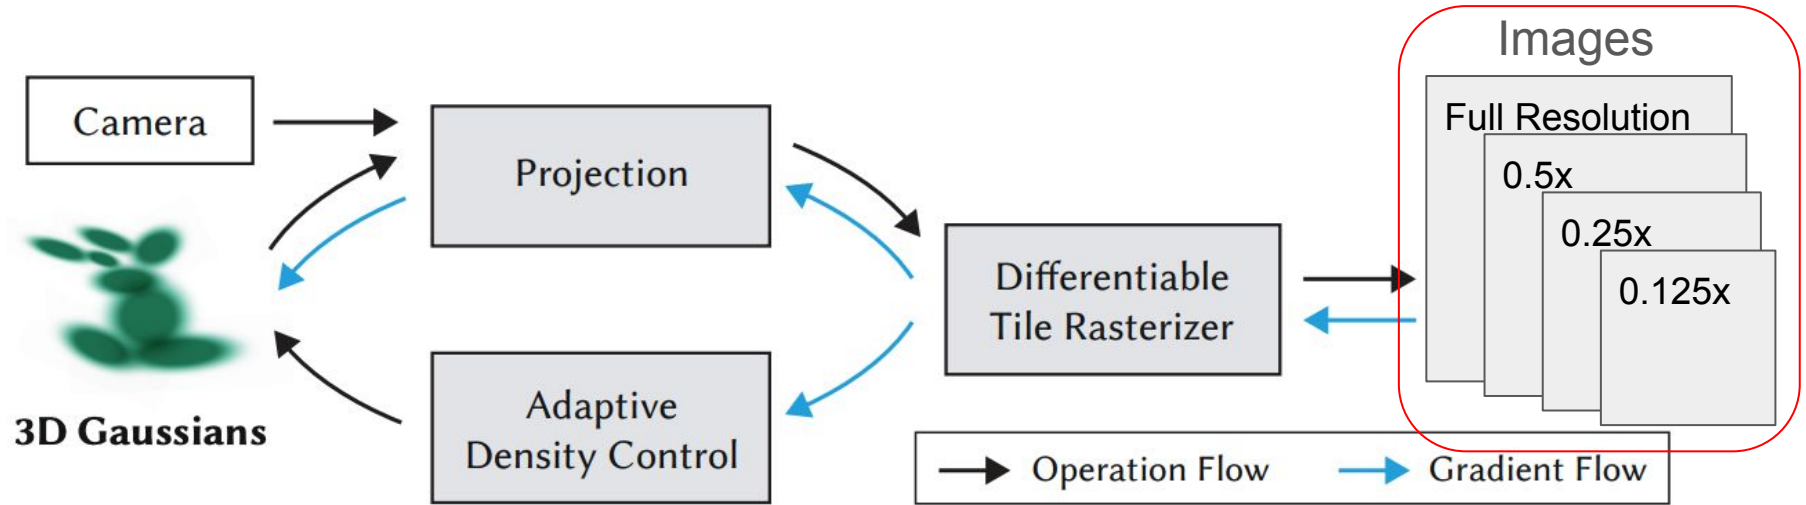 Images
Camera
Full Resolution
Projection
0.5x
0.25x
Differentiable
Tile Rasterizer
0.125x
3D Gaussians
Adaptive
Density Control
Operation Flow
Gradient Flow